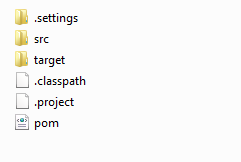 .settings
src
target
.classpath
.project
pom